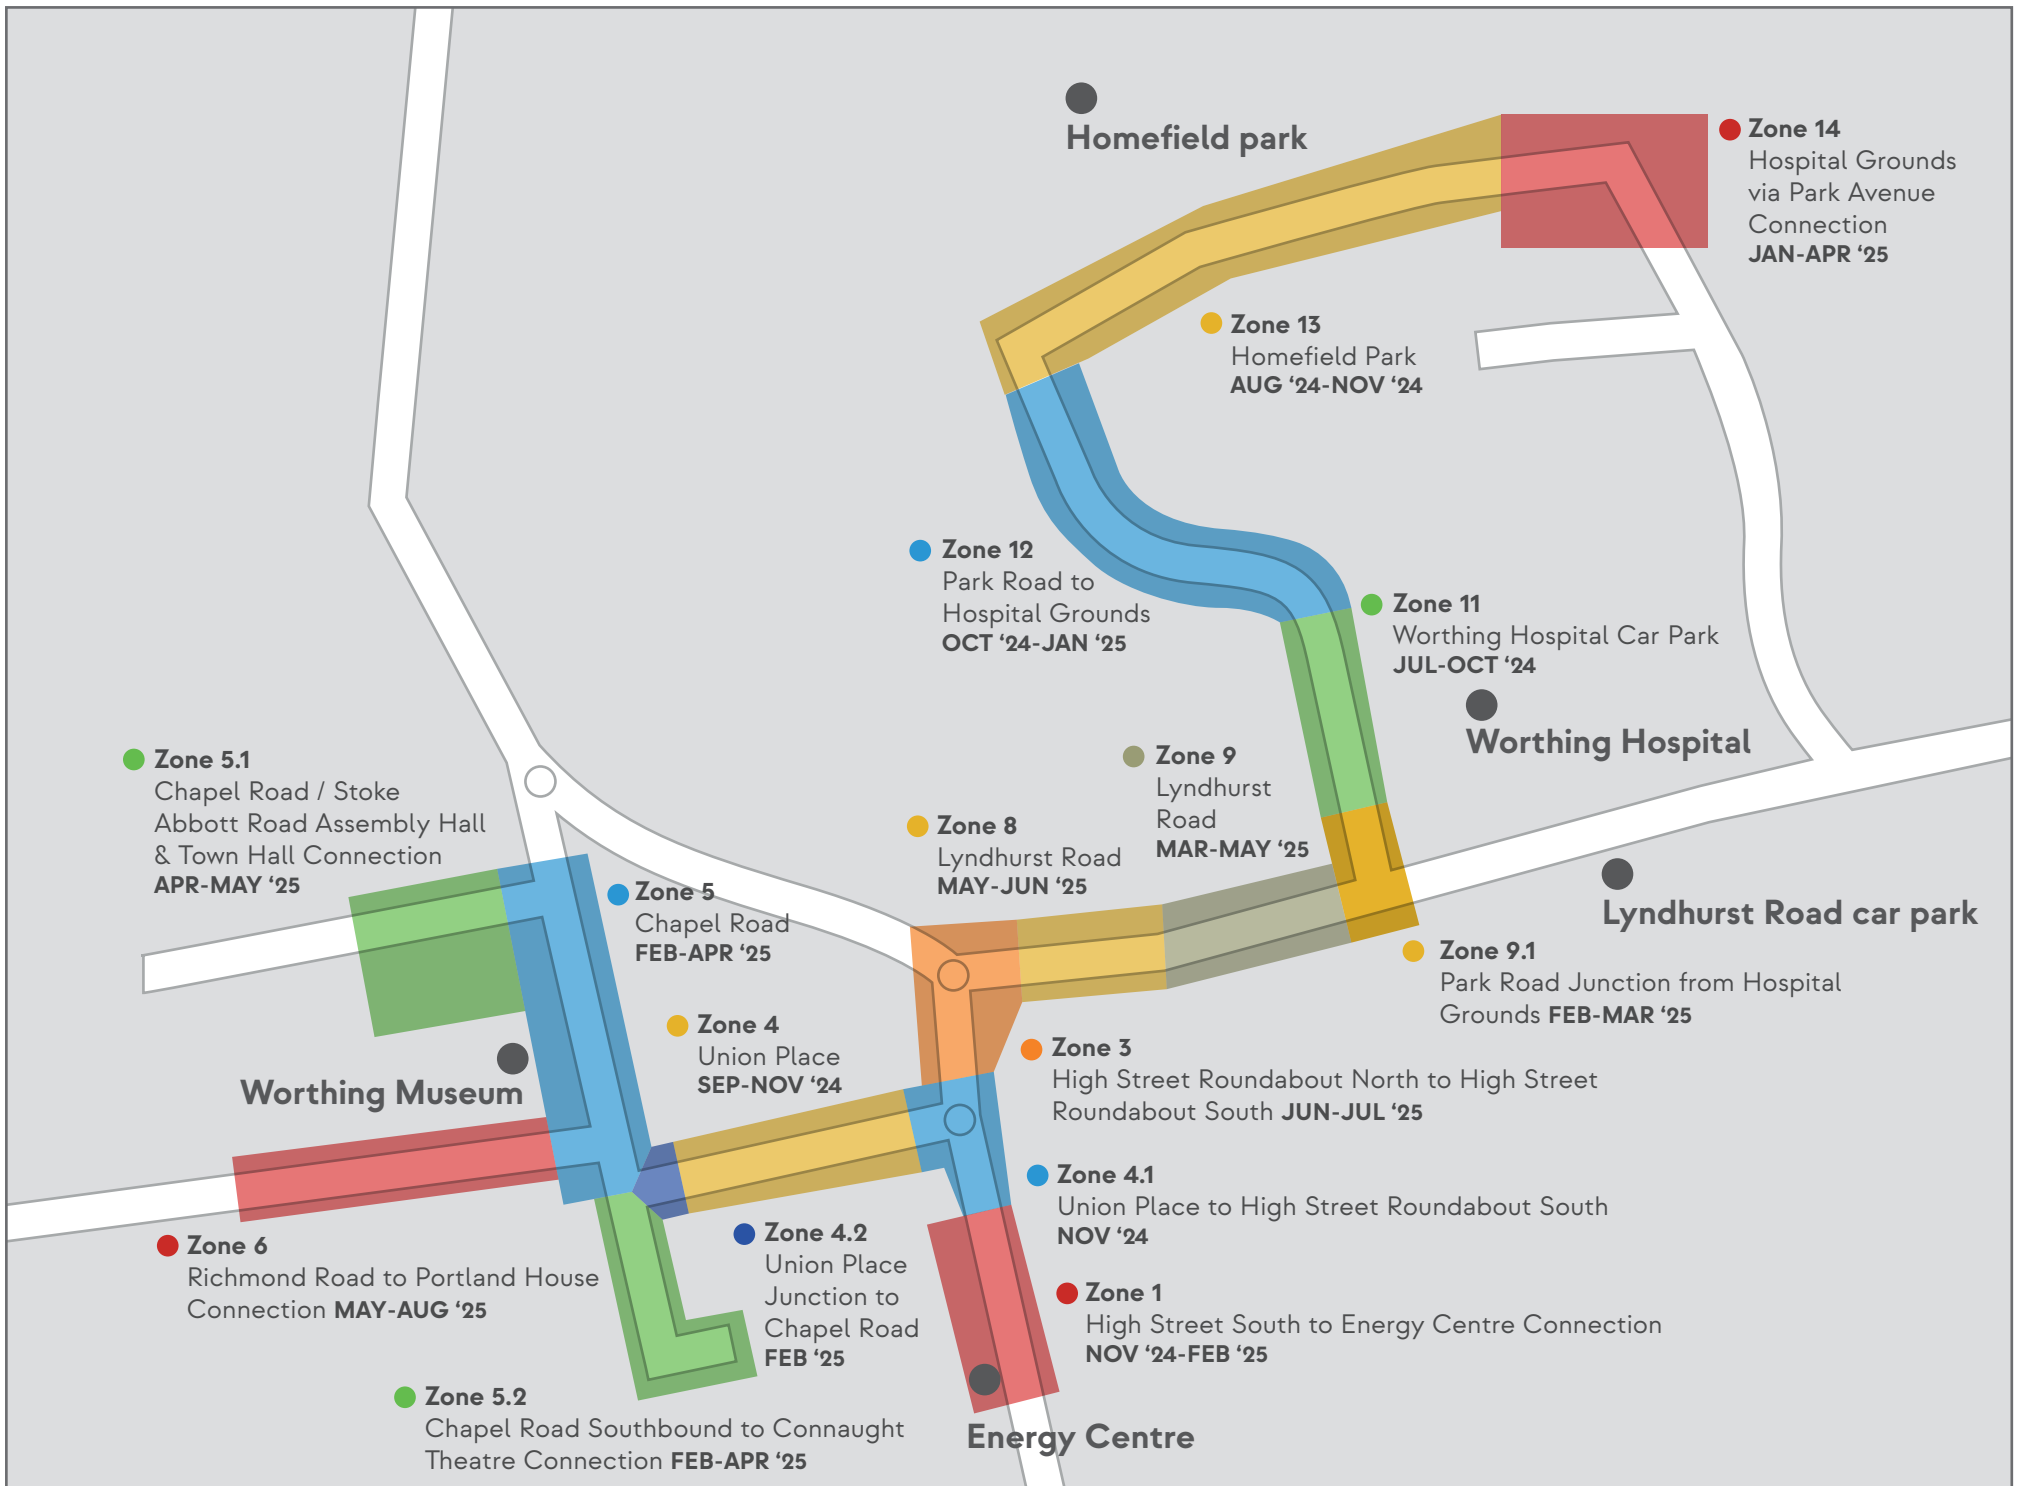 Homefield park
Zone 14
Hospital Grounds
via Park Avenue
Connection
JAN-APR ‘25
Zone 13
Homefield Park
AUG ‘24-NOV ‘24
Zone 12
Park Road to
Hospital Grounds
OCT ‘24-JAN ‘25
Zone 11
Worthing Hospital Car Park
JUL-OCT ‘24
Worthing Hospital
Zone 9
Lyndhurst
Road
MAR-MAY ‘25
Zone 5.1
Chapel Road / Stoke
Abbott Road Assembly Hall
& Town Hall Connection
APR-MAY ‘25
Zone 8
Lyndhurst Road
MAY-JUN ‘25
Zone 5
Chapel Road
FEB-APR ‘25
Lyndhurst Road car park
Zone 9.1
Park Road Junction from Hospital
Grounds FEB-MAR ‘25
Zone 4
Union Place
SEP-NOV ‘24
Zone 3
High Street Roundabout North to High Street
Roundabout South JUN-JUL ‘25
Worthing Museum
Zone 4.1
Union Place to High Street Roundabout South
NOV ‘24
Zone 6
Richmond Road to Portland House
Connection MAY-AUG ‘25
Zone 4.2
Union Place
Junction to
Chapel Road
FEB ‘25
Zone 1
High Street South to Energy Centre Connection
NOV ‘24-FEB ‘25
Zone 5.2
Chapel Road Southbound to Connaught
Theatre Connection FEB-APR ‘25
Energy Centre